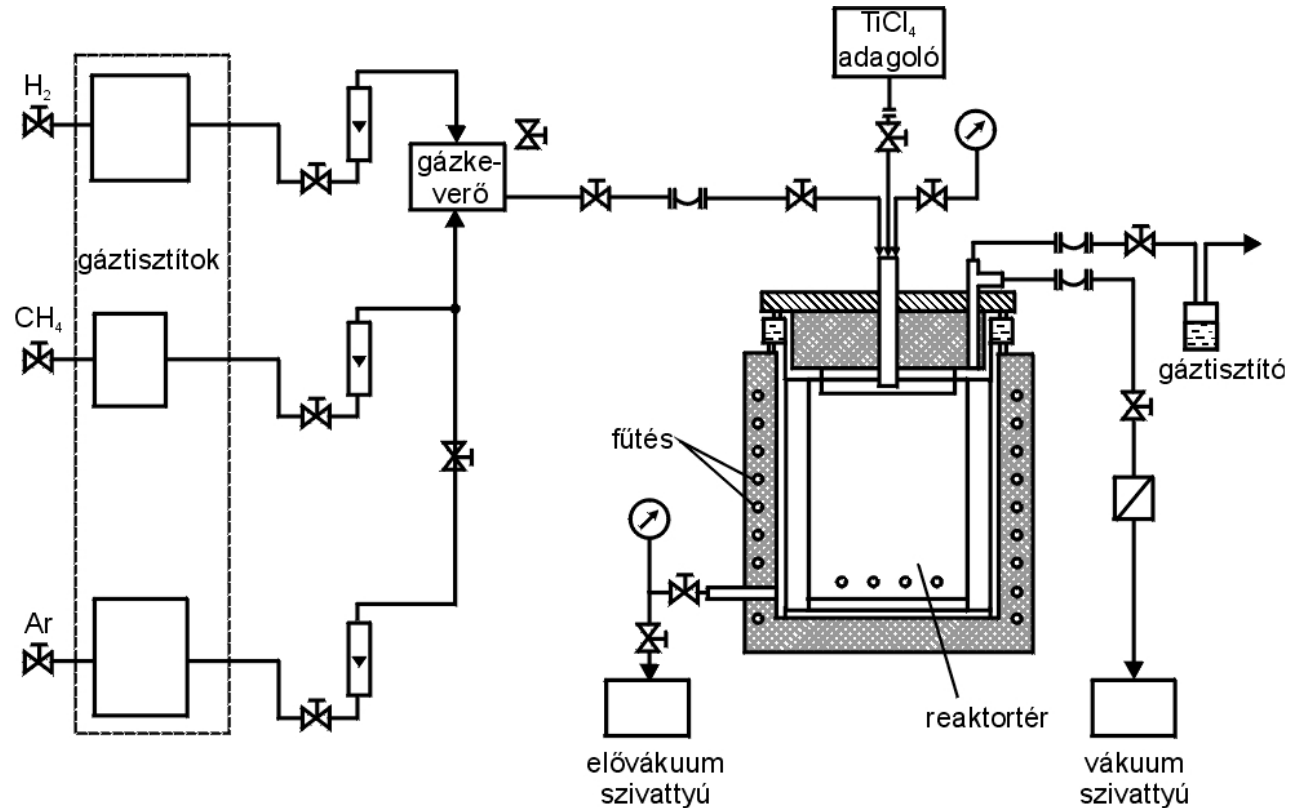 TiCl₄
adagoló
H₂
gázke-
verő
gáztisztítok
CH₄
gáztisztító
fűtés
Ar
reaktortér
elővákuum
szivattyú
vákuum
szivattyú